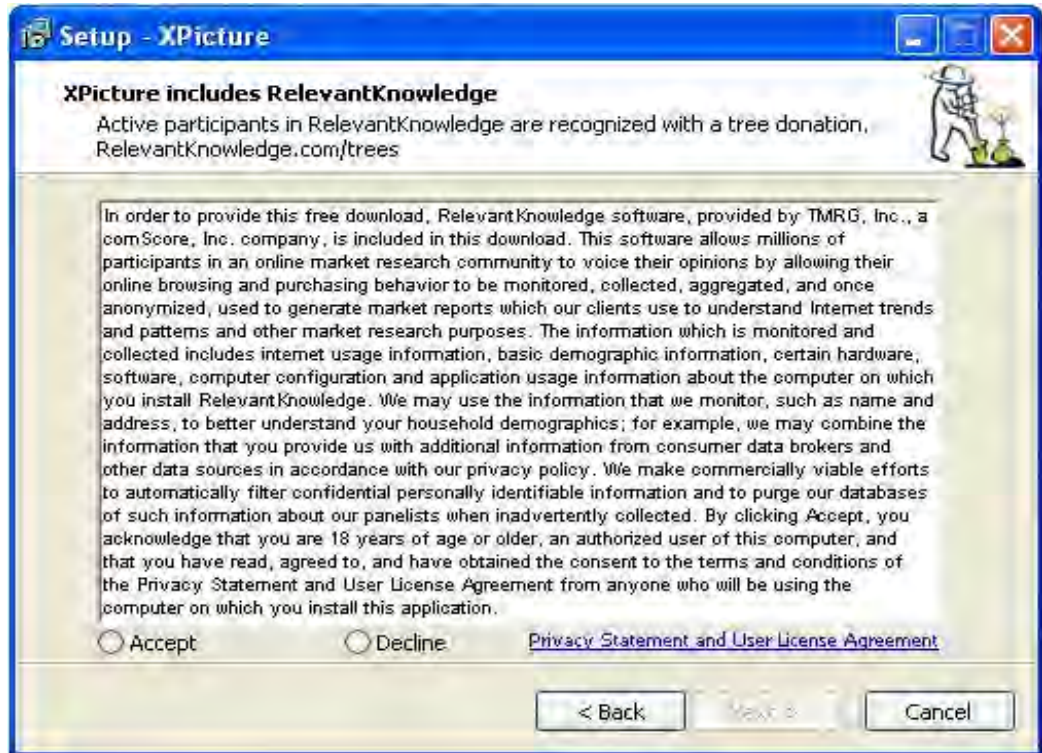 Setup - XPicture
XPicture includes RelevantKnowledge
Active participants in RelevantKnowledge are recognized with a tree donation.
RelevantKnowledge.com/trees
In order to provide this free download, RelevantKnowledge software, provided by TMRG, Inc., a
comScore, Inc. company, is included in this download. This software allows millions of
participants in an online market research community to voice their opinions by allowing their
online browsing and purchasing behavior to be monitored, collected, aggregated, and once
anonymized, used to generate market reports which our clients use to understand Internet trends
and patterns and other market research purposes. The information which is monitored and
collected includes internet usage information, basic demographic information, certain hardware,
software, computer configuration and application usage information about the computer on which
you install RelevantKnowledge. We may use the information that we monitor, such as name and
address, to better understand your household demographics; for example, we may combine the
information that you provide us with additional information from consumer data brokers and
other data sources in accordance with our privacy policy. We make commercially viable efforts
to automatically filter confidential personally identifiable information and to purge our databases
of such information about our panelists when inadvertently collected. By clicking Accept, you
acknowledge that you are 18 years of age or older, an authorized user of this computer, and
that you have read, agreed to, and have obtained the consent to the terms and conditions of
the Privacy Statement and User License Agreement from anyone who will be using the
computer on which you install this application.
Accept Decline Privacy Statement and User License Agreement
< Back Next > Cancel